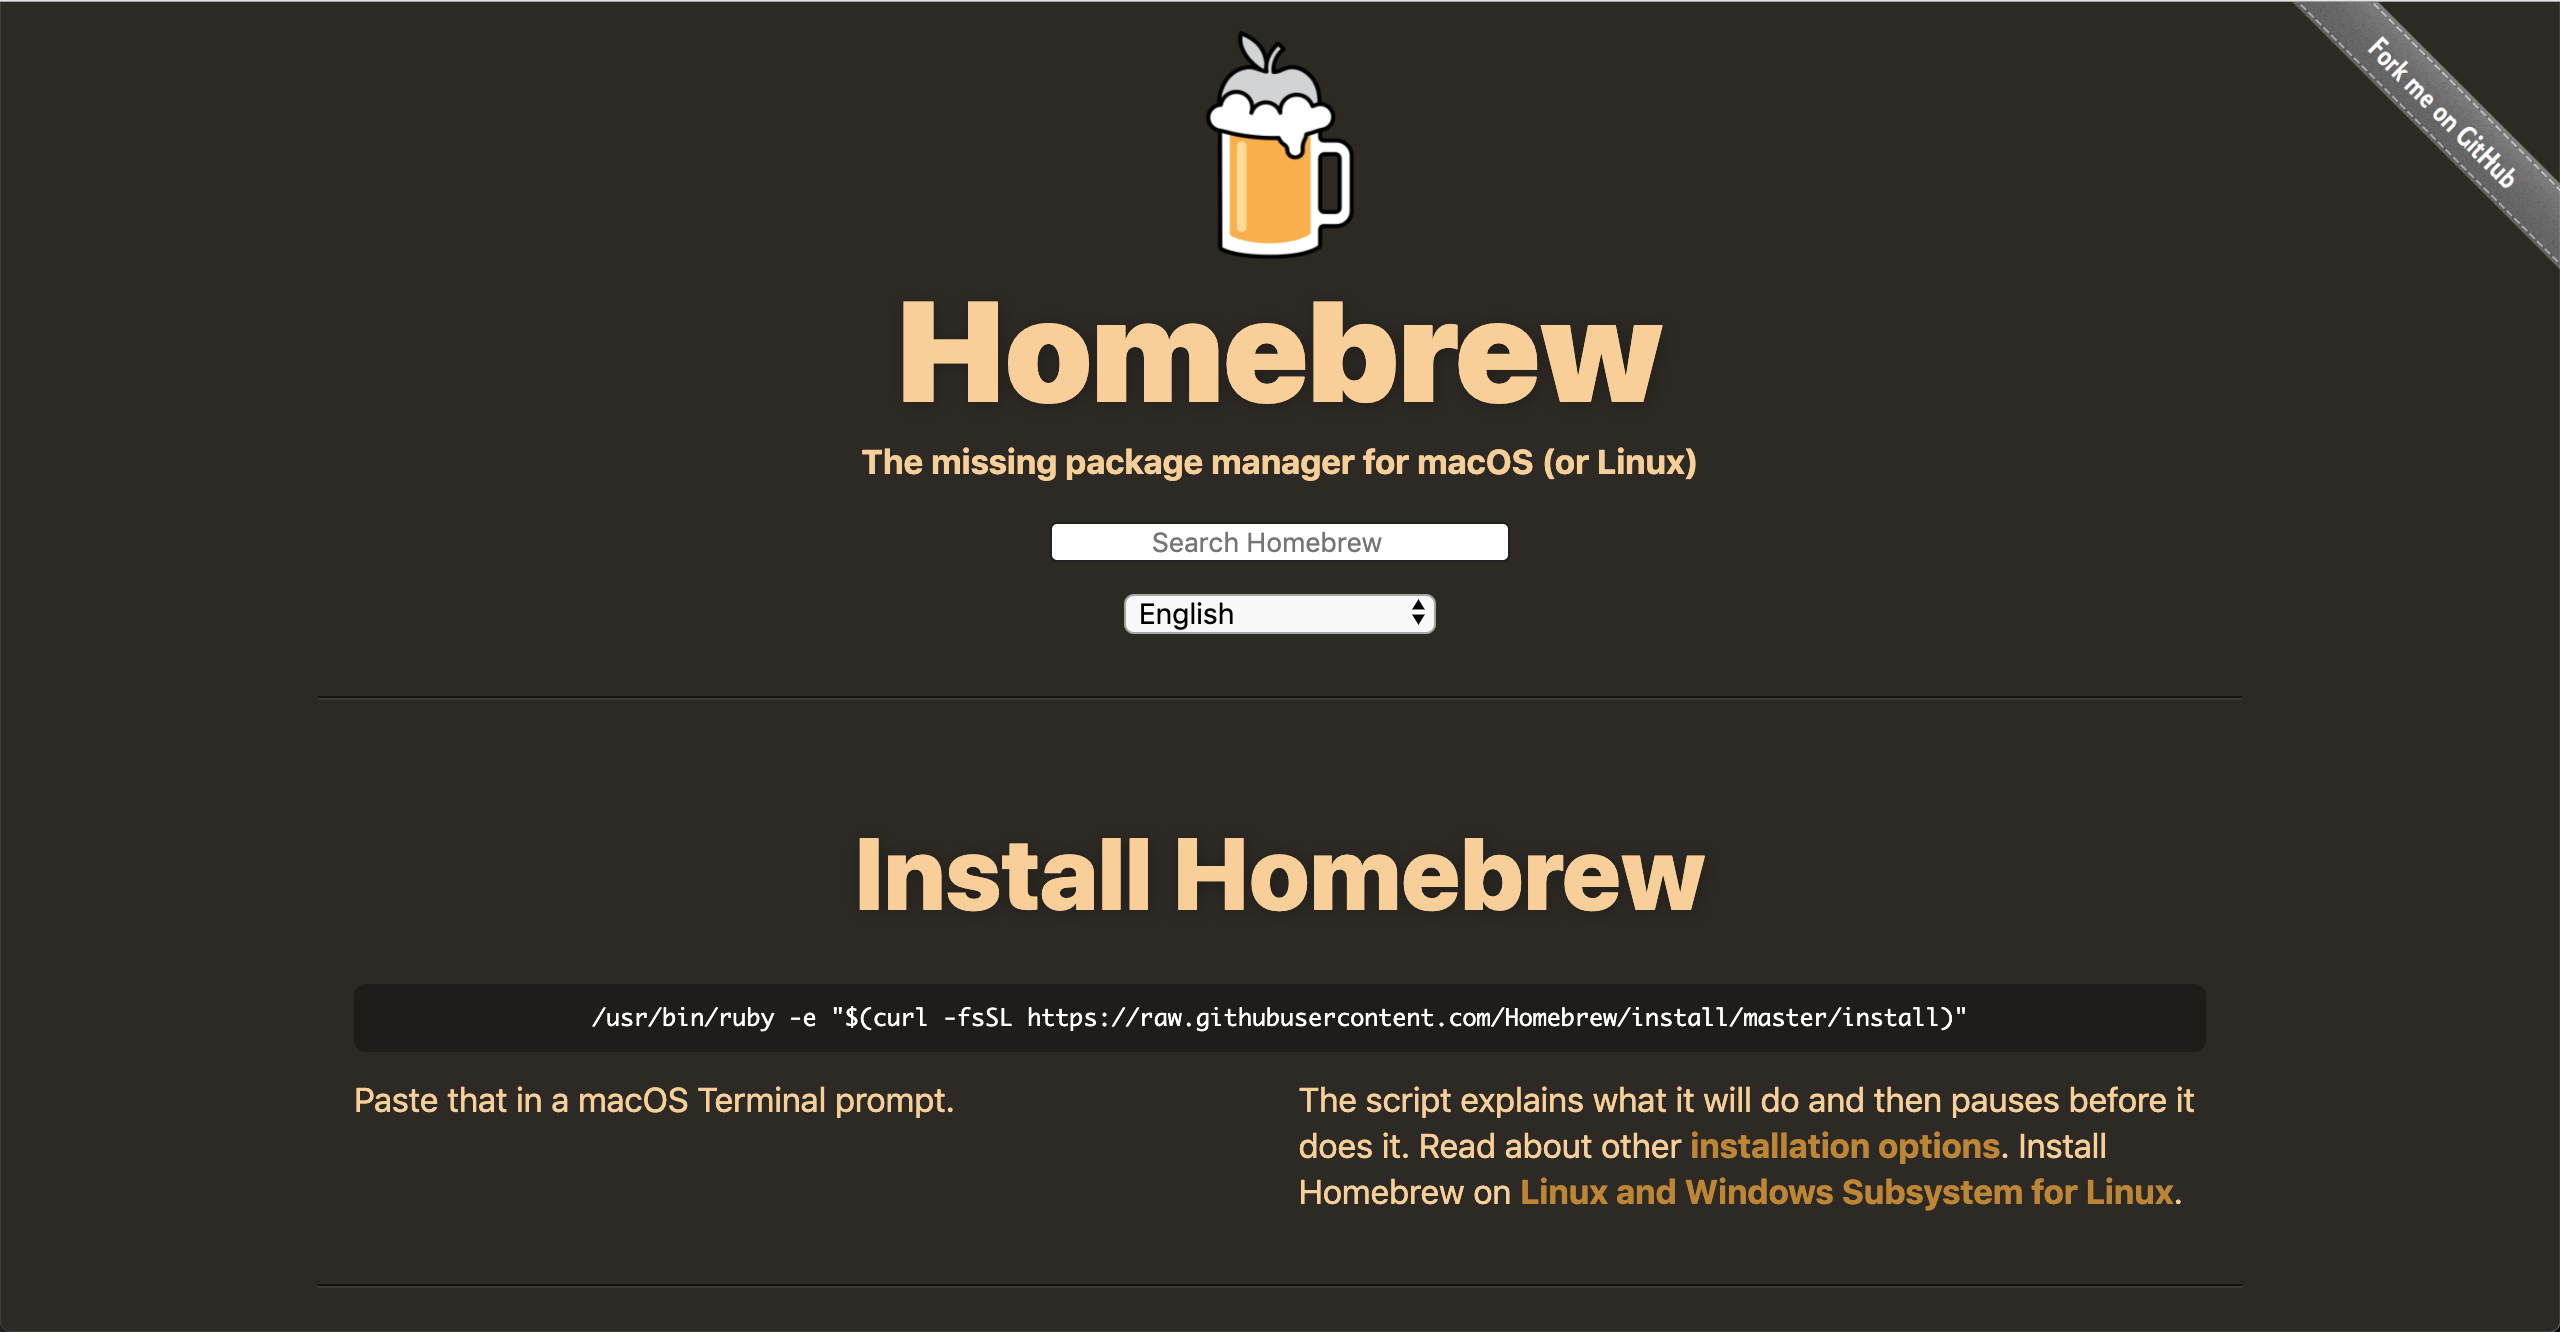 Fork me on GitHub
Homebrew
The missing package manager for macOS (or Linux)
Search Homebrew
English
Install Homebrew
/usr/bin/ruby -e "$(curl -fsSL https://raw.githubusercontent.com/Homebrew/install/master/install)"
Paste that in a macOS Terminal prompt.
The script explains what it will do and then pauses before it
does it. Read about other installation options. Install
Homebrew on Linux and Windows Subsystem for Linux.